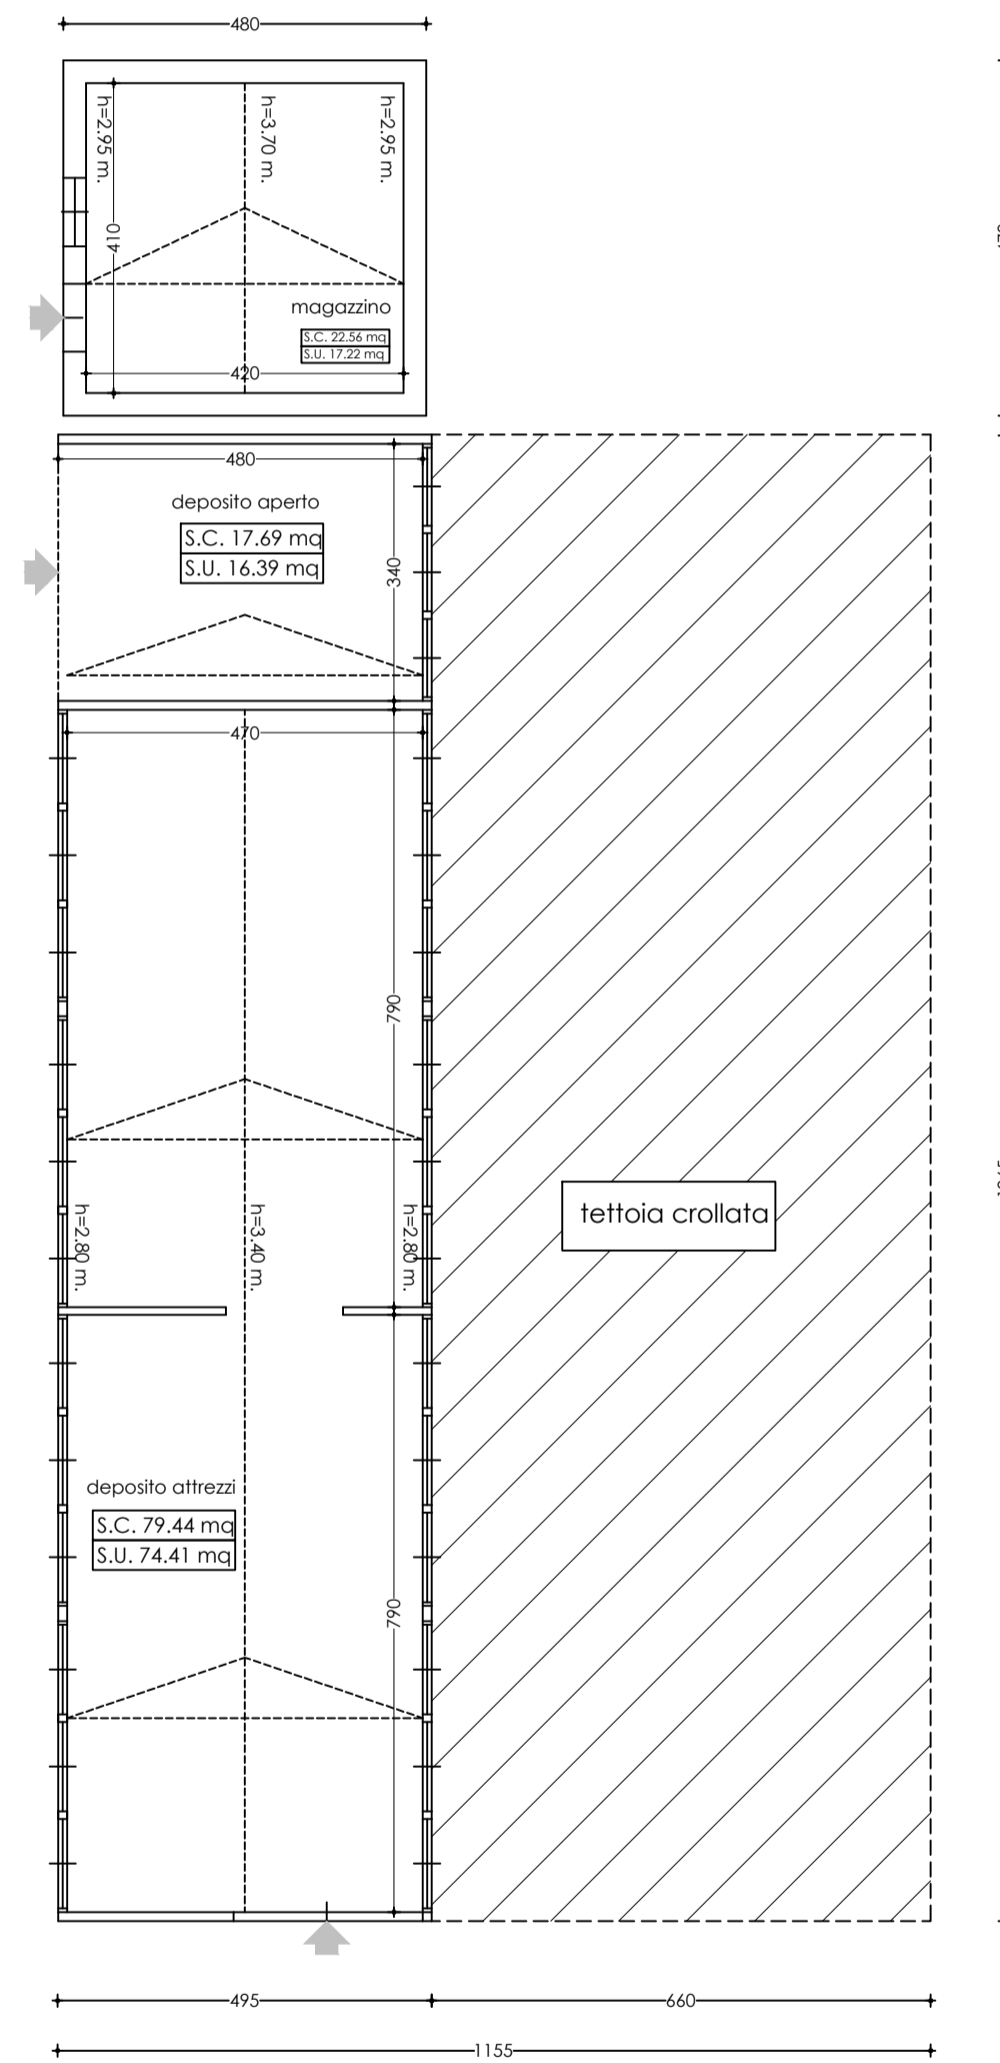 480
h=2.95 m.
h=3.70 m.
h=2.95 m.
410
magazzino
S.C. 22.56 mq
S.U. 17.22 mq
420
480
deposito aperto
S.C. 17.69 mq
S.U. 16.39 mq
340
470
790
h=2.80 m.
h=3.40 m.
h=2.80 m.
tettoia crollata
deposito attrezzi
S.C. 79.44 mq
S.U. 74.41 mq
790
495
660
1155